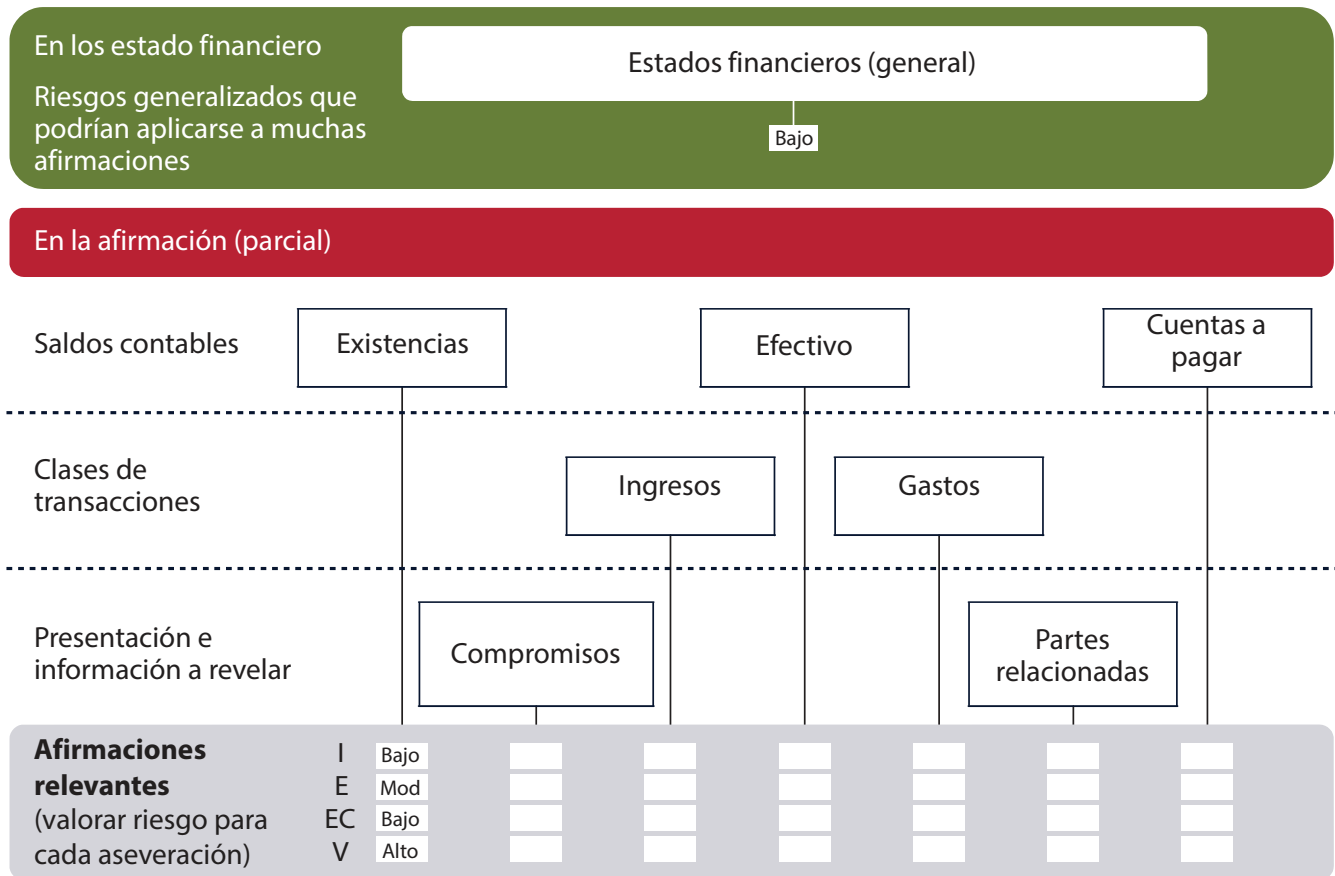 En los estado financiero
Riesgos generalizados que
podrían aplicarse a muchas
afirmaciones
Estados financieros (general)
Bajo
En la afirmación (parcial)
Saldos contables
Existencias
Efectivo
Cuentas a
pagar
Clases de
transacciones
Ingresos
Gastos
Presentación e
información a revelar
Compromisos
Partes
relacionadas
Afirmaciones
relevantes
(valorar riesgo para
cada aseveración)
I Bajo
E Mod
EC Bajo
V Alto